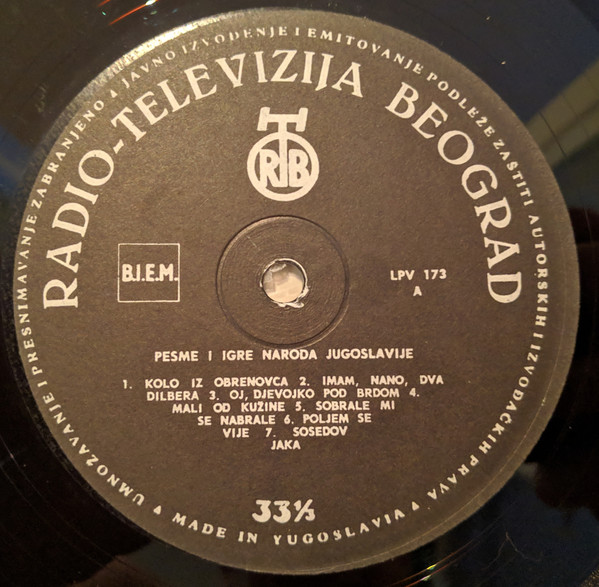 UMNOŽAVANJE I PRESNIMAVANJE ZABRANJENO ▲ JAVNO IZVOĐENJE I EMITOVANJE PODLEŽE ZAŠTITI AUTORSKIH I IZVOĐAČKIH PRAVA ▲ MADE IN YUGOSLAVIA ▲
RADIO-TELEVIZIJA BEOGRAD
RTB
B.I.E.M.
LPV 173
A
PESME I IGRE NARODA JUGOSLAVIJE
1. KOLO IZ OBRENOVCA 2. IMAM, NANO, DVA
DILBERA 3. OJ, DJEVOJKO POD BRDOM 4.
MALI OD KUŽINE 5. SOBRALE MI
SE NABRALE 6. POLJEM SE
VIJE 7. SOSEDOV
JAKA
33⅓